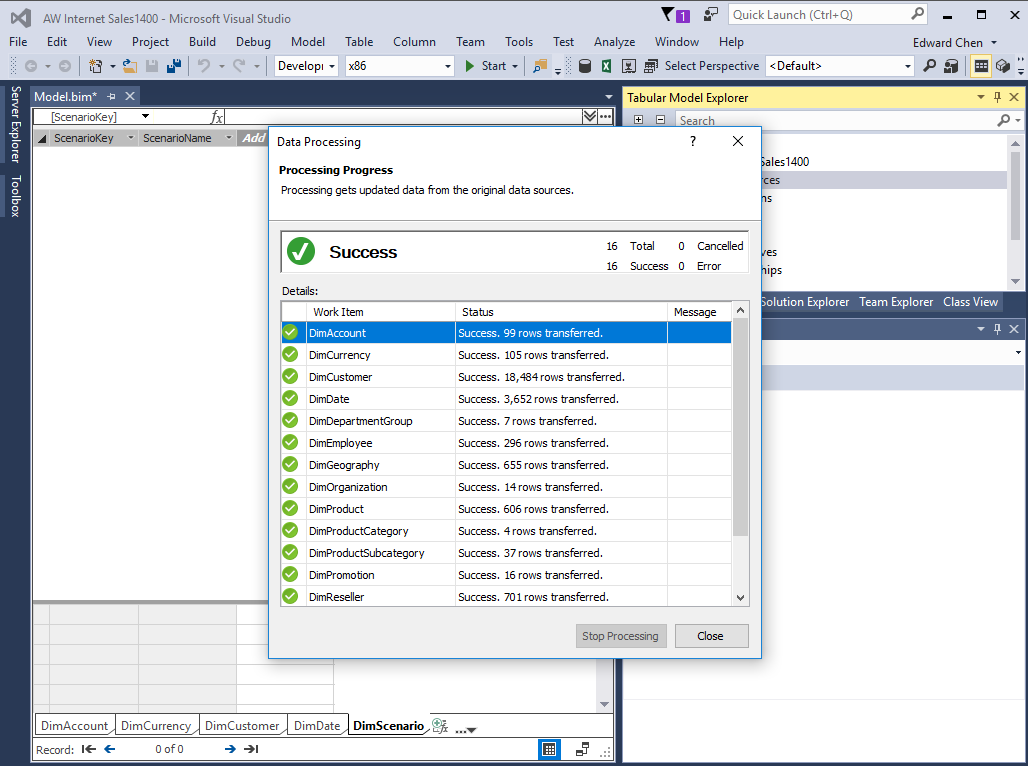 AW Internet Sales1400 - Microsoft Visual Studio
1
Quick Launch (Ctrl+Q)
File Edit View Project Build Debug Model Table Column Team Tools Test Analyze Window Help Edward Chen
x86 Start Select Perspective <Default>
Server Explorer
Toolbox
Model.bim*
[ScenarioKey] fx
ScenarioKey ScenarioName Add
Tabular Model Explorer
Search
Sales1400
Solution Explorer Team Explorer Class View
Data Processing ?
Processing Progress
Processing gets updated data from the original data sources.
Success
16 Total 0 Cancelled
16 Success 0 Error
Details:
Work Item Status Message
DimAccount Success. 99 rows transferred.
DimCurrency Success. 105 rows transferred.
DimCustomer Success. 18,484 rows transferred.
DimDate Success. 3,652 rows transferred.
DimDepartmentGroup Success. 7 rows transferred.
DimEmployee Success. 296 rows transferred.
DimGeography Success. 655 rows transferred.
DimOrganization Success. 14 rows transferred.
DimProduct Success. 606 rows transferred.
DimProductCategory Success. 4 rows transferred.
DimProductSubcategory Success. 37 rows transferred.
DimPromotion Success. 16 rows transferred.
DimReseller Success. 701 rows transferred.
Stop Processing Close
DimAccount DimCurrency DimCustomer DimDate DimScenario
Record: 0 of 0